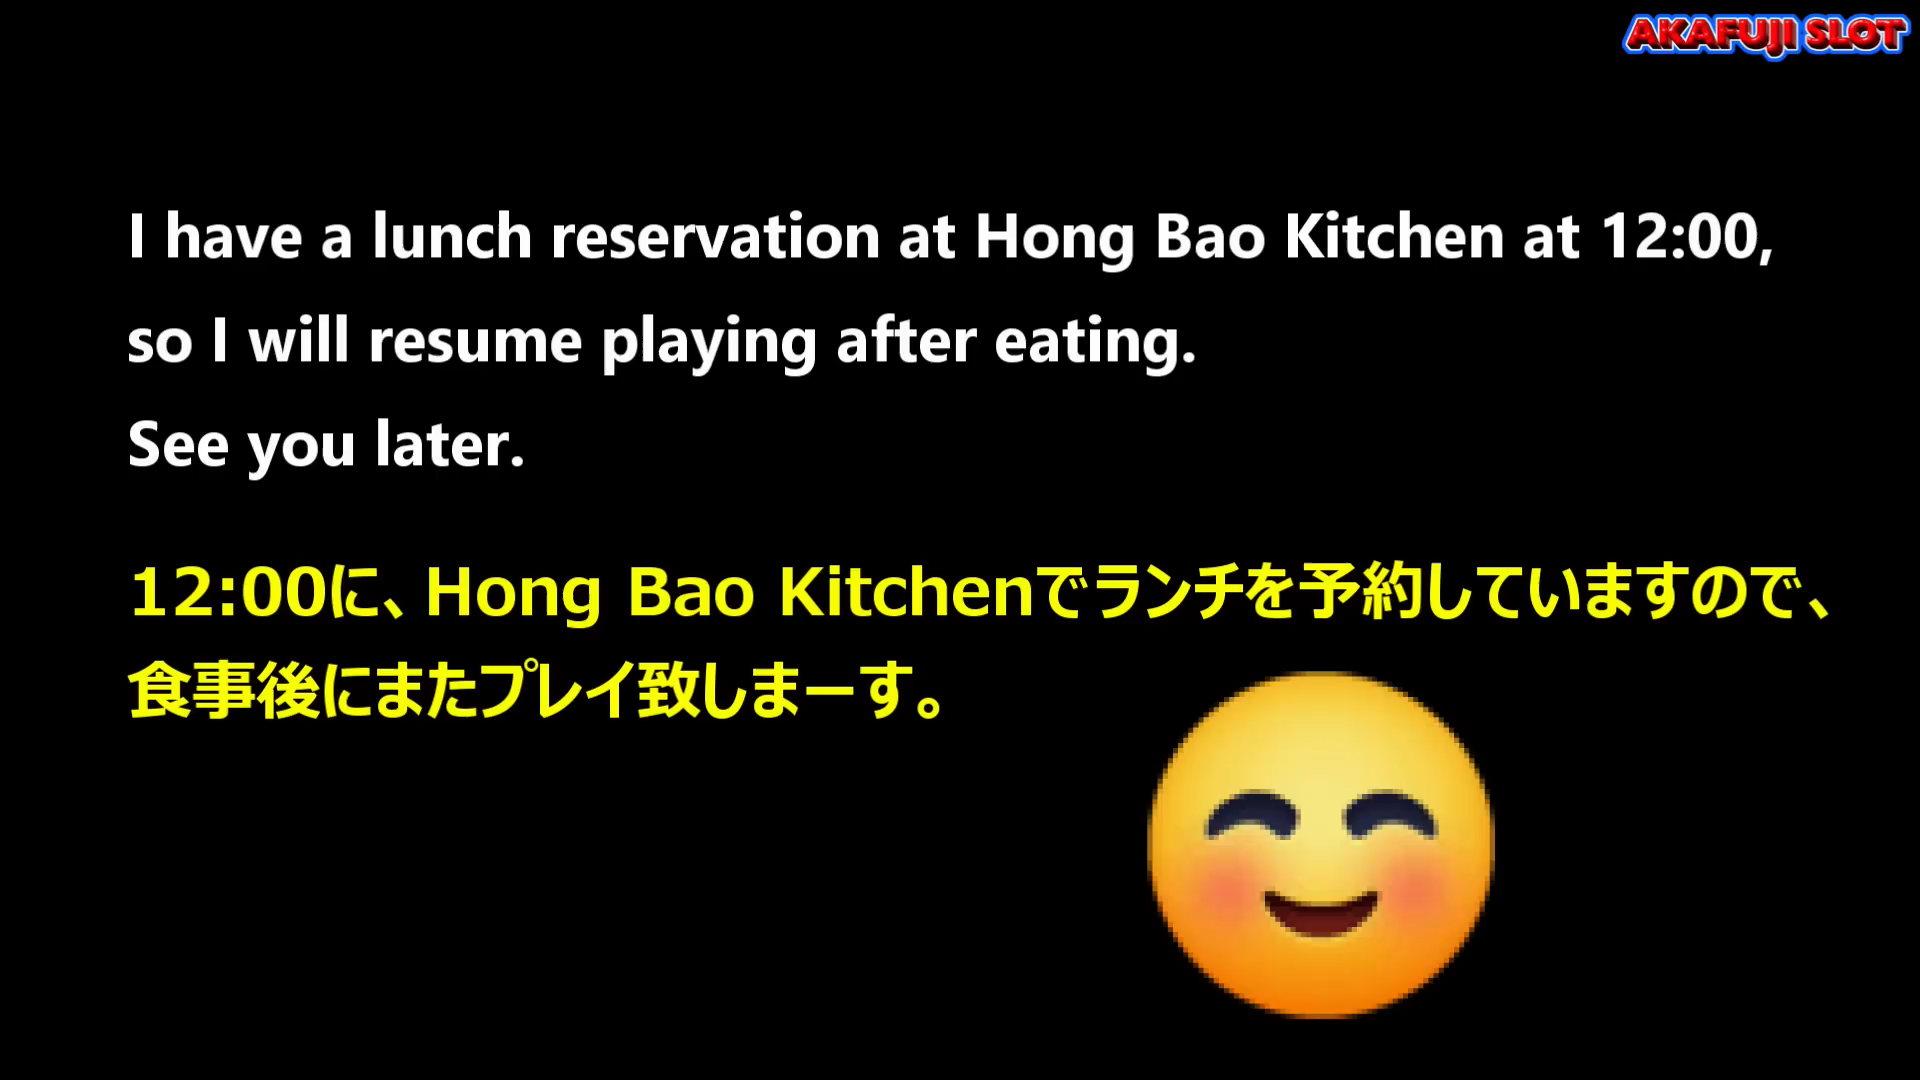 AKAFUJI SLOT
I have a lunch reservation at Hong Bao Kitchen at 12:00,
so I will resume playing after eating.
See you later.
12:00に、Hong Bao Kitchenでランチを予約していますので、
食事後にまたプレイ致しまーす。